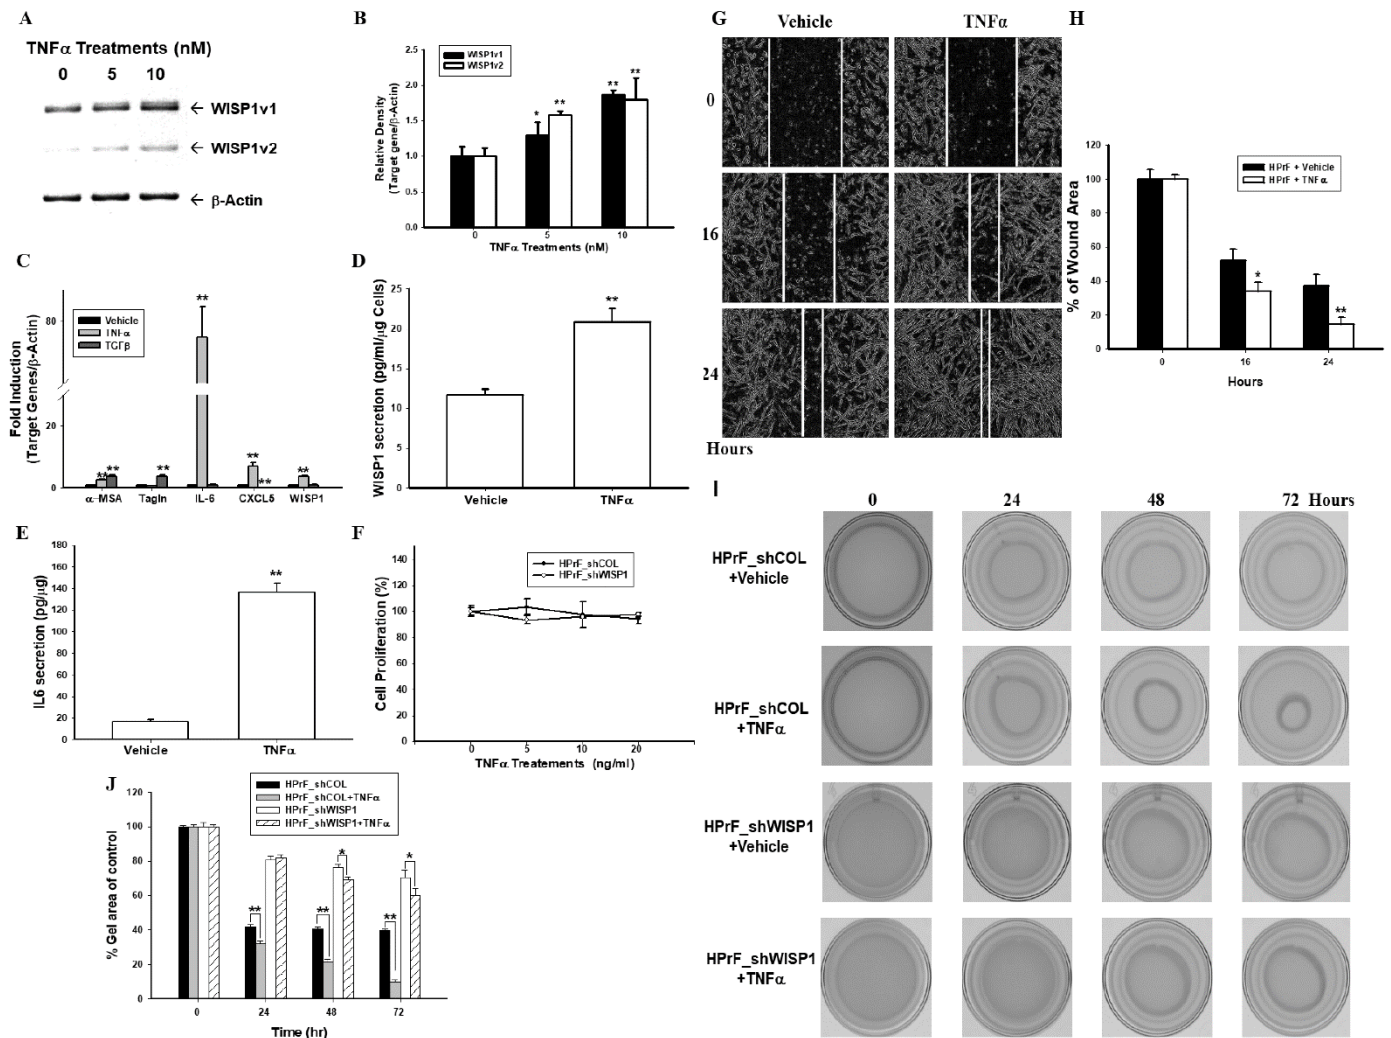 A
TNFα Treatments (nM)
0 5 10
← WISP1v1
← WISP1v2
← β-Actin
B
WISP1v1
WISP1v2
Relative Density
(Target gene/β-Actin)
2.5
2.0
1.5
1.0
0.5
0.0
* ** ** **
0 5 10
TNFα Treatments (nM)
C
Vehicle
TNF-α
TGFβ
Fold Induction
(Target Genes/β-Actin)
80
20
0
** ** ** ** ** ** **
α-MSA Tagln IL-6 CXCL5 WISP1
D
WISP1 secretion (pg/ml/μg Cells)
25
20
15
10
5
0
**
Vehicle TNFα
E
IL6 secretion (pg/μg)
180
160
140
120
100
80
60
40
20
0
**
Vehicle TNFα
F
HPrF_shCOL
HPrF_shWISP1
Cell Proliferation (%)
140
120
100
80
60
40
20
0
0 5 10 20
TNFα Treatements (ng/ml)
G
Vehicle TNFα
0
16
24
Hours
H
HPrF + Vehicle
HPrF + TNFα
% of Wound Area
120
100
80
60
40
20
0
* **
0 16 24
Hours
I
0 24 48 72 Hours
HPrF_shCOL
+Vehicle
HPrF_shCOL
+TNFα
HPrF_shWISP1
+Vehicle
HPrF_shWISP1
+TNFα
J
HPrF_shCOL
HPrF_shCOL+TNFα
HPrF_shWISP1
HPrF_shWISP1+TNFα
% Gel area of control
120
100
80
60
40
20
0
** ** * ** *
0 24 48 72
Time (hr)